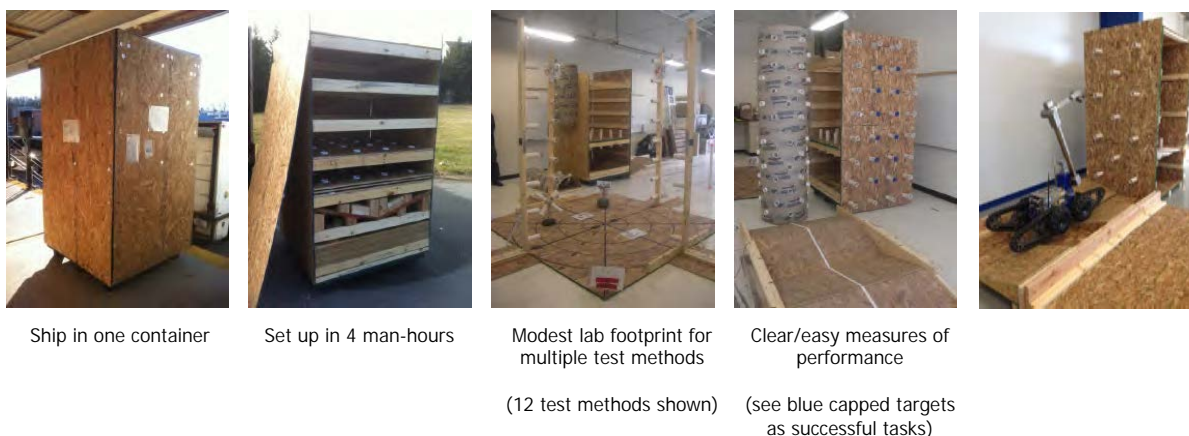 Ship in one container
Set up in 4 man-hours
Modest lab footprint for
multiple test methods
(12 test methods shown)
Clear/easy measures of
performance
(see blue capped targets
as successful tasks)